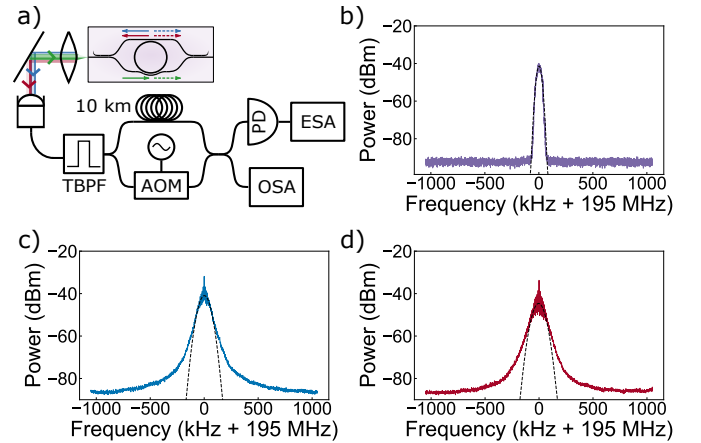 a)
10 km
TBPF
AOM
PD
ESA
OSA
b)
Power (dBm)
−20
−40
−60
−80
−1000 −500 0 500 1000
Frequency (kHz + 195 MHz)
c)
Power (dBm)
−20
−40
−60
−80
−1000 −500 0 500 1000
Frequency (kHz + 195 MHz)
d)
Power (dBm)
−20
−40
−60
−80
−1000 −500 0 500 1000
Frequency (kHz + 195 MHz)